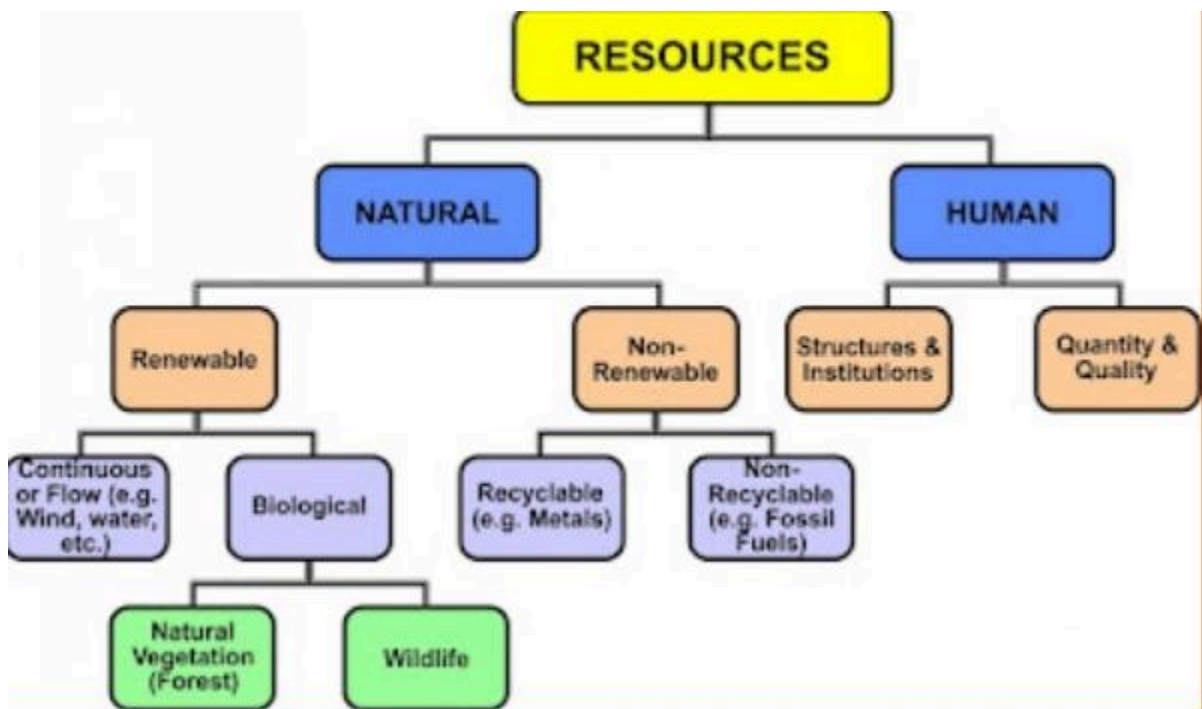 RESOURCES
NATURAL
HUMAN
Renewable
Non-
Renewable
Structures &
Institutions
Quantity &
Quality
Continuous
or Flow (e.g.
Wind, water,
etc.)
Biological
Recyclable
(e.g. Metals)
Non-
Recyclable
(e.g. Fossil
Fuels)
Natural
Vegetation
(Forest)
Wildlife